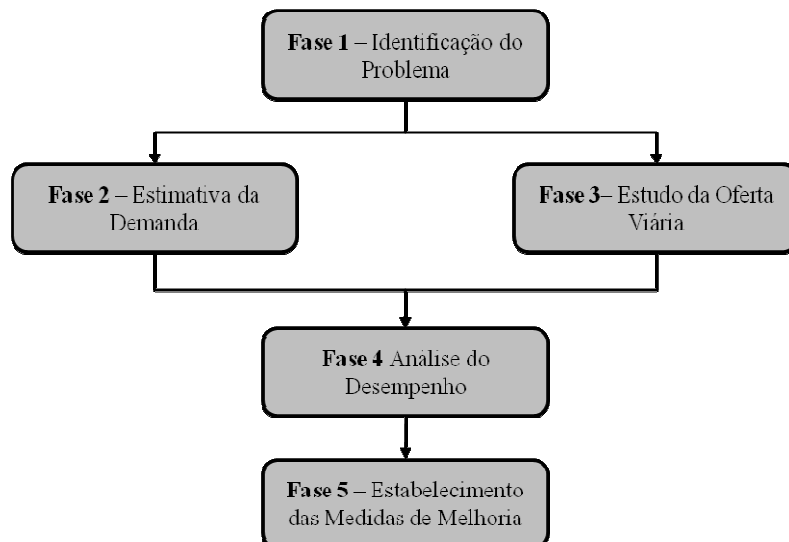 Fase 1 – Identificação do
Problema
Fase 2 – Estimativa da
Demanda
Fase 3– Estudo da Oferta
Viária
Fase 4 Análise do
Desempenho
Fase 5 – Estabelecimento
das Medidas de Melhoria